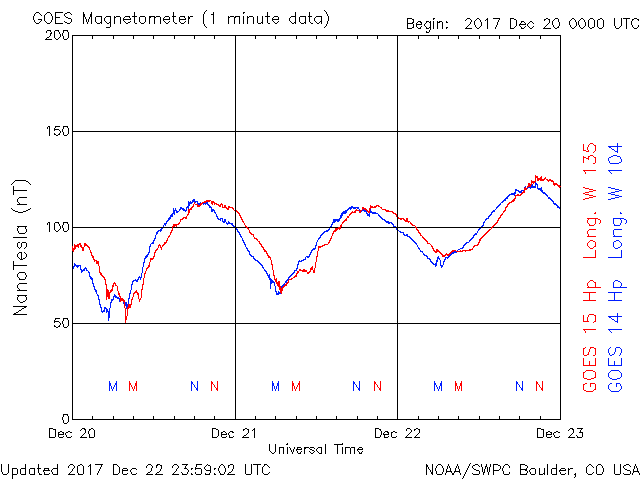 GOES Magnetometer (1 minute data)
Begin: 2017 Dec 20 0000 UTC
200
150
100
50
0
NanoTesla (nT)
M M N N M M N N M M N N
Dec 20 Dec 21 Dec 22 Dec 23
Universal Time
GOES 15 Hp Long. W 135
GOES 14 Hp Long. W 104
Updated 2017 Dec 22 23:59:02 UTC
NOAA/SWPC Boulder, CO USA